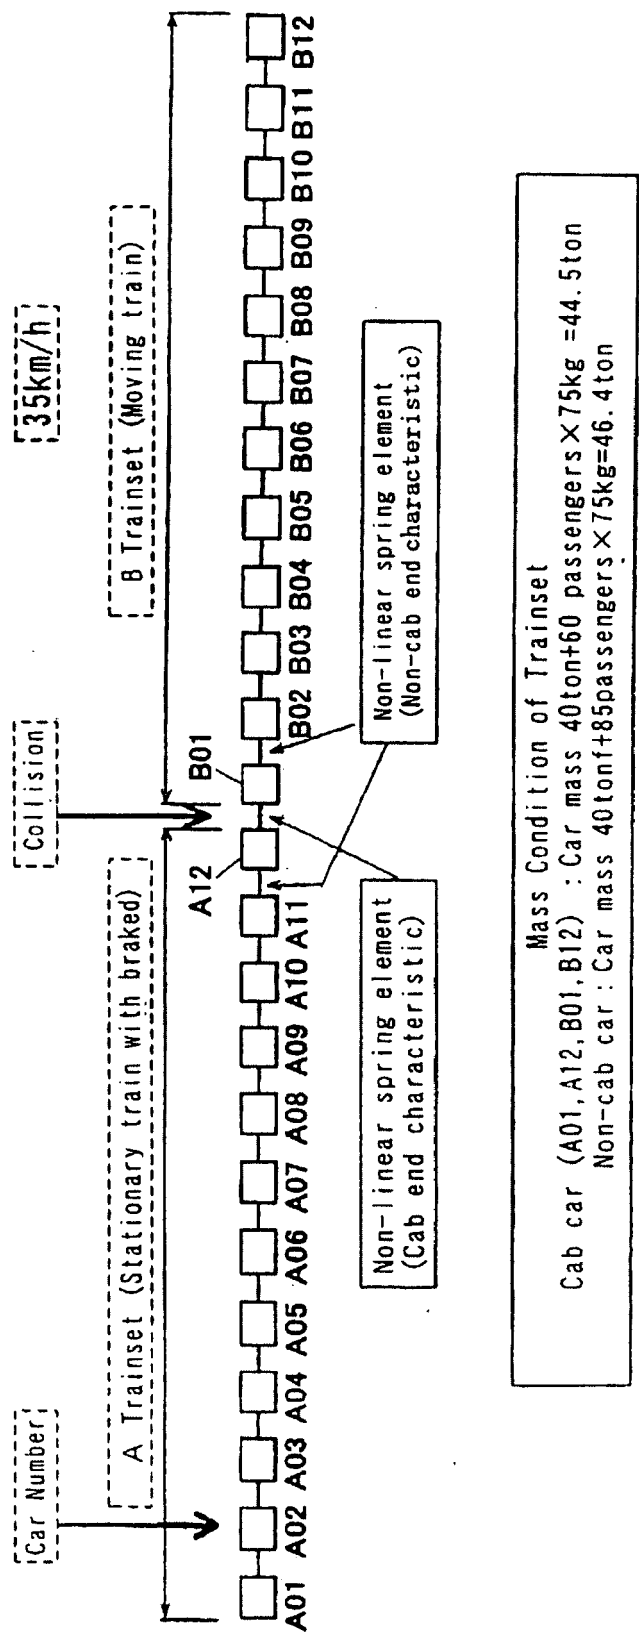 35km/h
Car Number
Collision
A Trainset (Stationary train with braked)
B Trainset (Moving train)
A01 A02 A03 A04 A05 A06 A07 A08 A09 A10 A11 A12 B01 B02 B03 B04 B05 B06 B07 B08 B09 B10 B11 B12
Non-linear spring element
(Cab end characteristic)
Non-linear spring element
(Non-cab end characteristic)
Mass Condition of Trainset
Cab car (A01,A12,B01,B12) : Car mass 40ton+60 passengers×75kg =44.5ton
Non-cab car : Car mass 40tonf+85passengers×75kg=46.4ton